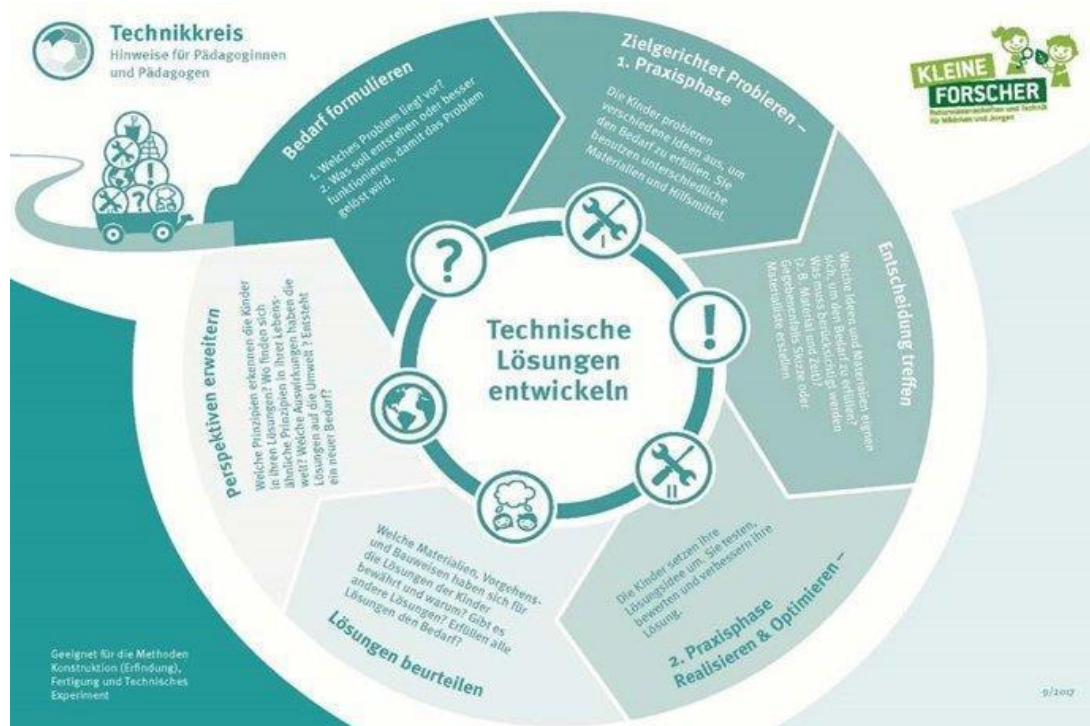 Technikkreis
Hinweise für Pädagoginnen
und Pädagogen
KLEINE
FORSCHER
Naturwissenschaften und Technik
für Mädchen und Jungen
Bedarf formulieren
1. Welches Problem liegt vor?
2. Was soll entstehen oder besser
funktionieren, damit das Problem
gelöst wird.
Zielgerichtet Probieren –
1. Praxisphase
Die Kinder probieren
verschiedene Ideen aus, um
den Bedarf zu erfüllen. Sie
benutzen unterschiedliche
Materialien und Hilfsmittel.
Entscheidung treffen
Welche Ideen und Materialien eignen
sich, um den Bedarf zu erfüllen?
Was muss berücksichtigt werden
(z. B. Material und Zeit)?
Gegebenenfalls Skizze oder
Materialliste erstellen
Die Kinder setzen ihre
Lösungsidee um. Sie testen,
bewerten und verbessern ihre
Lösung.
2. Praxisphase
Realisieren & Optimieren –
Welche Materialien, Vorgehens-
und Bauweisen haben sich für
die Lösungen der Kinder
bewährt und warum? Gibt es
andere Lösungen? Erfüllen alle
Lösungen den Bedarf?
Lösungen beurteilen
Perspektiven erweitern
Welche Prinzipien erkennen die Kinder
in ihren Lösungen? Wo finden sich
ähnliche Prinzipien in ihrer Lebens-
welt? Welche Auswirkungen haben die
Lösungen auf die Umwelt? Entsteht
ein neuer Bedarf?
?
I
!
II
Technische
Lösungen
entwickeln
Geeignet für die Methoden
Konstruktion (Erfindung),
Fertigung und Technisches
Experiment
9/2017